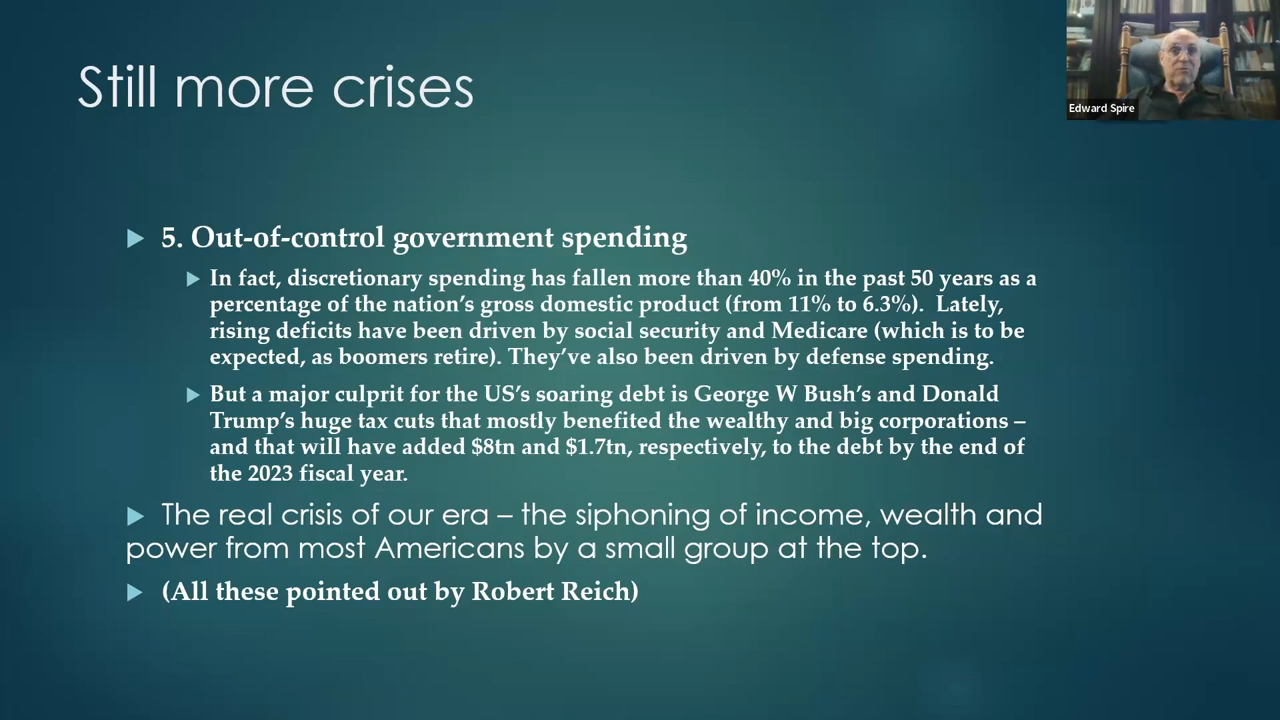 Still more crises
Edward Spire
5. Out-of-control government spending
In fact, discretionary spending has fallen more than 40% in the past 50 years as a
percentage of the nation’s gross domestic product (from 11% to 6.3%).  Lately,
rising deficits have been driven by social security and Medicare (which is to be
expected, as boomers retire). They’ve also been driven by defense spending.
But a major culprit for the US’s soaring debt is George W Bush’s and Donald
Trump’s huge tax cuts that mostly benefited the wealthy and big corporations –
and that will have added $8tn and $1.7tn, respectively, to the debt by the end of
the 2023 fiscal year.
The real crisis of our era – the siphoning of income, wealth and
power from most Americans by a small group at the top.
(All these pointed out by Robert Reich)